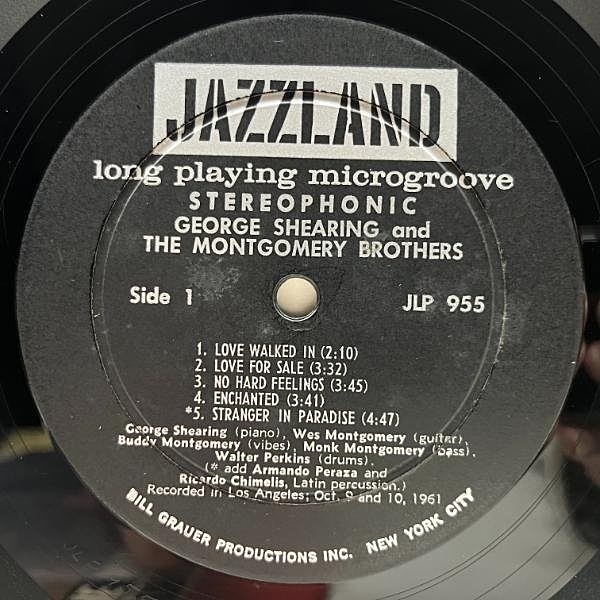 JAZZLAND
long playing microgroove
STEREOPHONIC
GEORGE SHEARING and
THE MONTGOMERY BROTHERS
Side 1
JLP 955
1. LOVE WALKED IN (2:10)
2. LOVE FOR SALE (3:32)
3. NO HARD FEELINGS (3:45)
4. ENCHANTED (3:41)
*5. STRANGER IN PARADISE (4:47)
George Shearing (piano), Wes Montgomery (guitar),
Buddy Montgomery (vibes), Monk Montgomery (bass),
Walter Perkins (drums).
(* add Armando Peraza and
Ricardo Chimelis, Latin percussion.)
Recorded in Los Angeles; Oct. 9 and 10, 1961
BILL GRAUER PRODUCTIONS INC. NEW YORK CITY